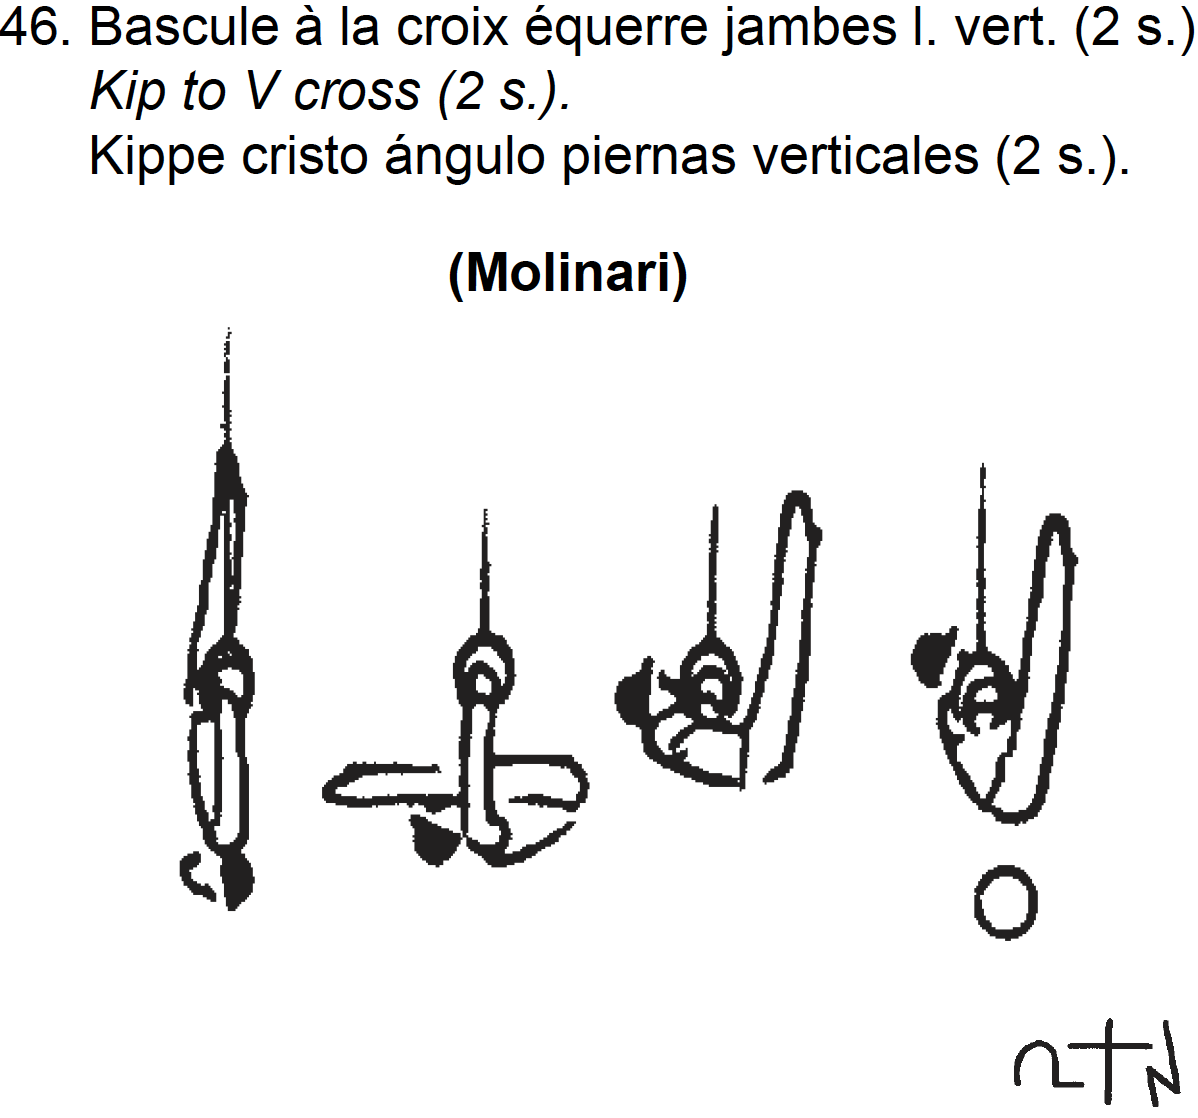 46. Bascule à la croix équerre jambes l. vert. (2 s.)
Kip to V cross (2 s.).
Kippe cristo ángulo piernas verticales (2 s.).
(Molinari)